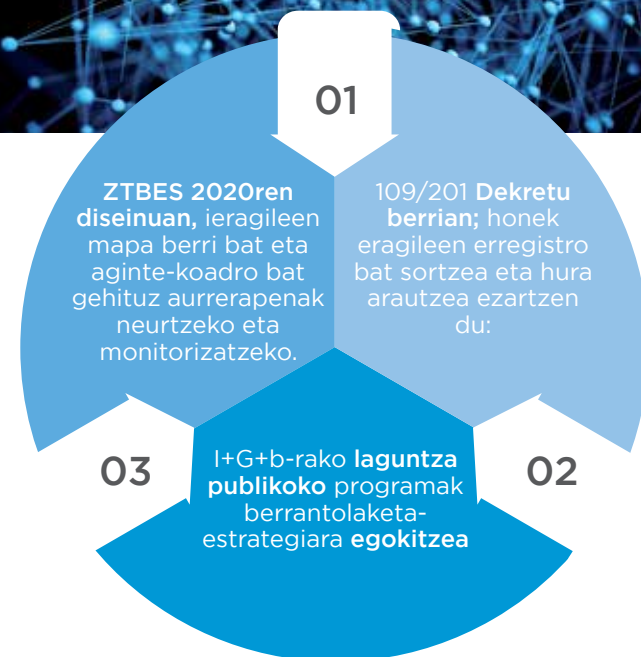 01
ZTBES 2020ren
diseinuan, ieragileen
mapa berri bat eta
aginte-koadro bat
gehituz aurrerapenak
neurtzeko eta
monitorizatzeko.
109/201 Dekretu
berrian; honek
eragileen erregistro
bat sortzea eta hura
arautzea ezartzen
du:
03
I+G+b-rako laguntza
publikoko programak
berrantolaketa-
estrategiara egokitzea
02